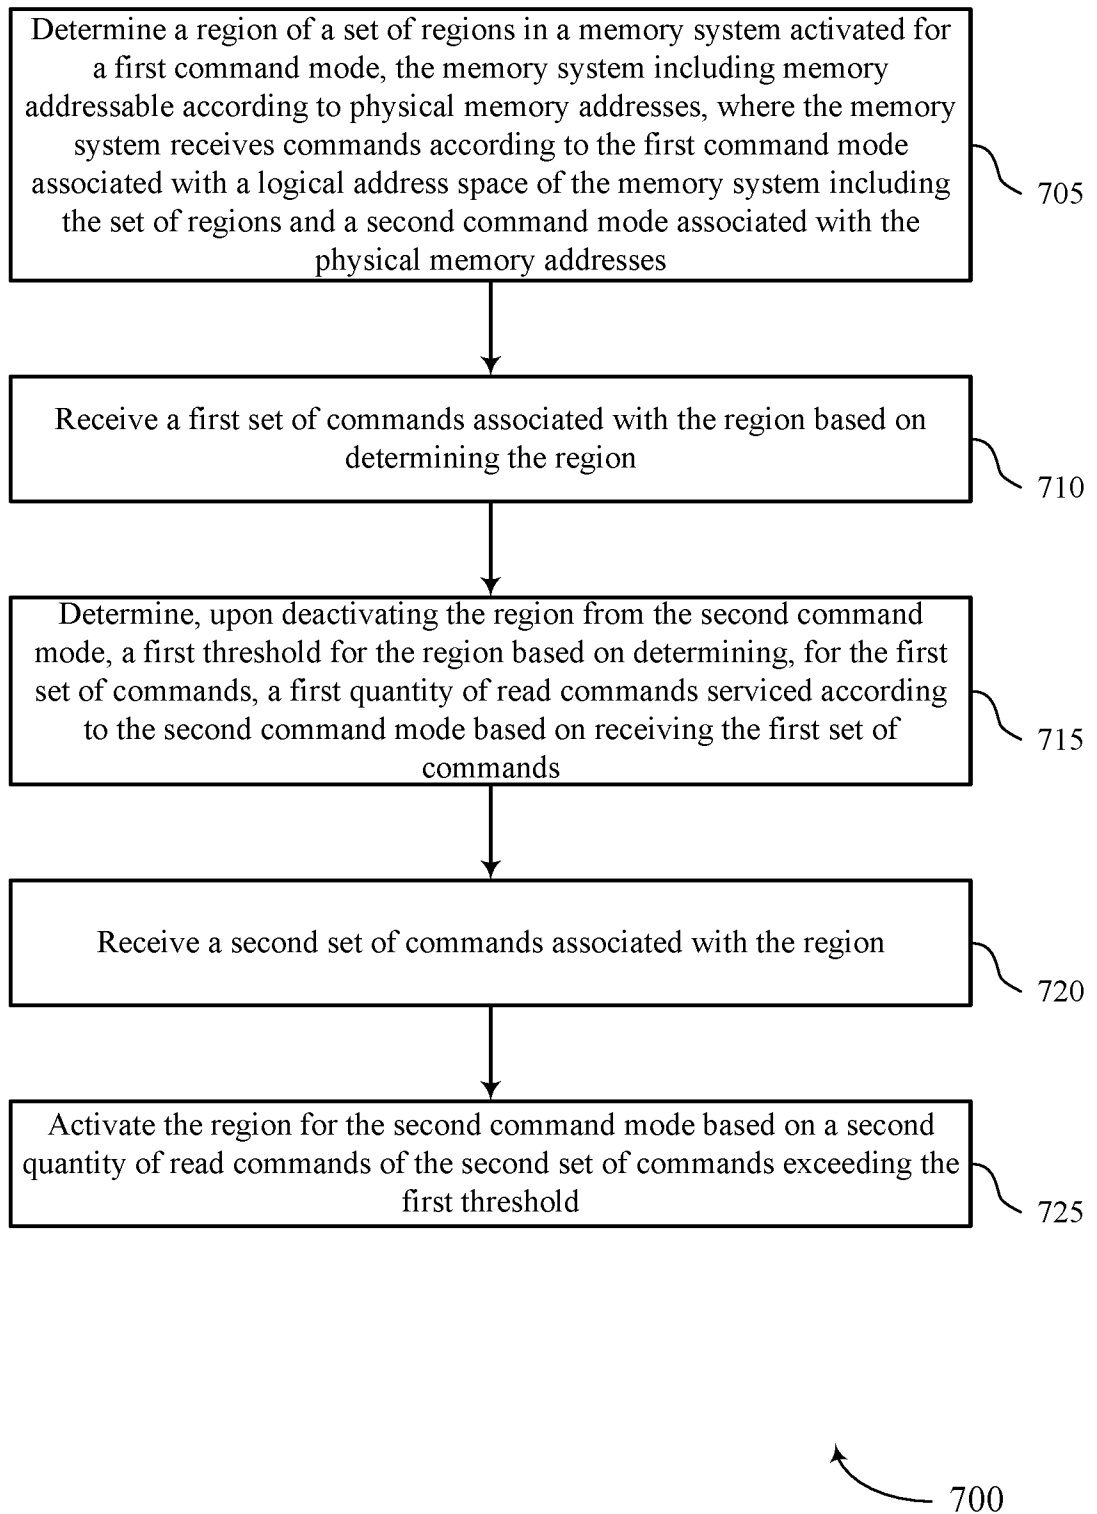 Determine a region of a set of regions in a memory system activated for
a first command mode, the memory system including memory
addressable according to physical memory addresses, where the memory
system receives commands according to the first command mode
associated with a logical address space of the memory system including
the set of regions and a second command mode associated with the
physical memory addresses
705
Receive a first set of commands associated with the region based on
determining the region
710
Determine, upon deactivating the region from the second command
mode, a first threshold for the region based on determining, for the first
set of commands, a first quantity of read commands serviced according
to the second command mode based on receiving the first set of
commands
715
Receive a second set of commands associated with the region
720
Activate the region for the second command mode based on a second
quantity of read commands of the second set of commands exceeding the
first threshold
725
700